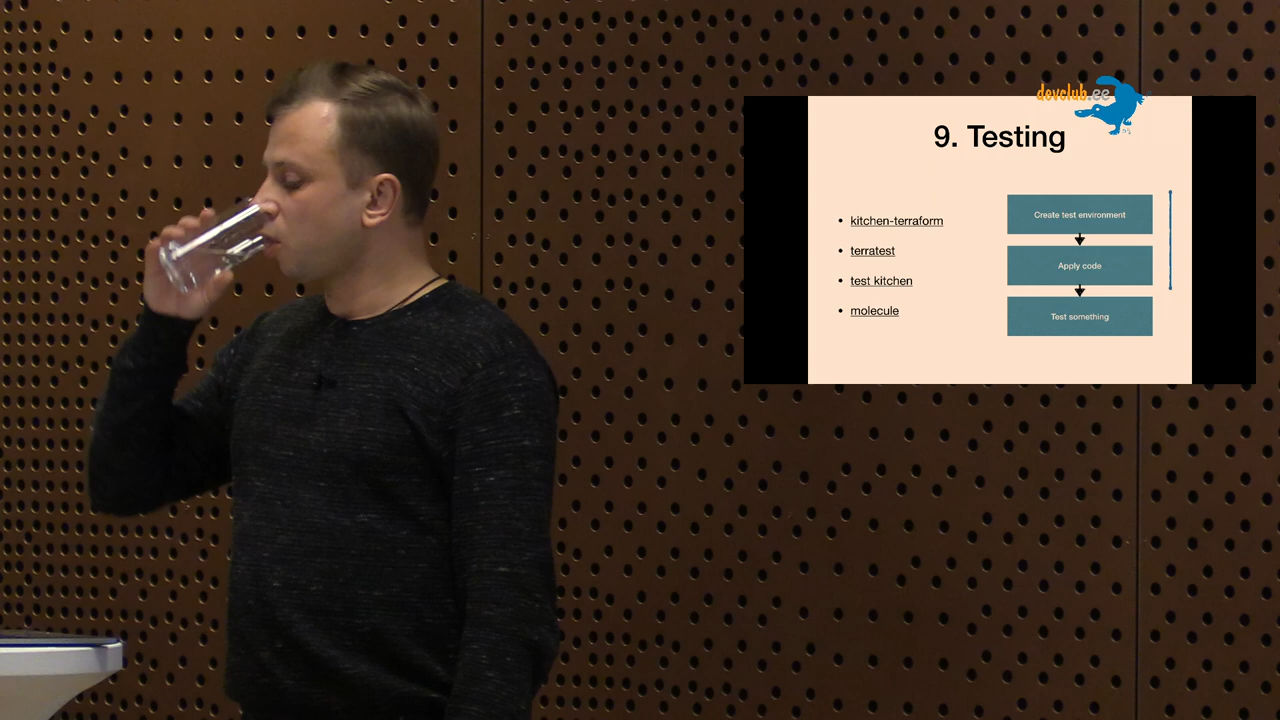 devclub.ee
9. Testing
• kitchen-terraform
• terratest
• test kitchen
• molecule
Create test environment
Apply code
Test something